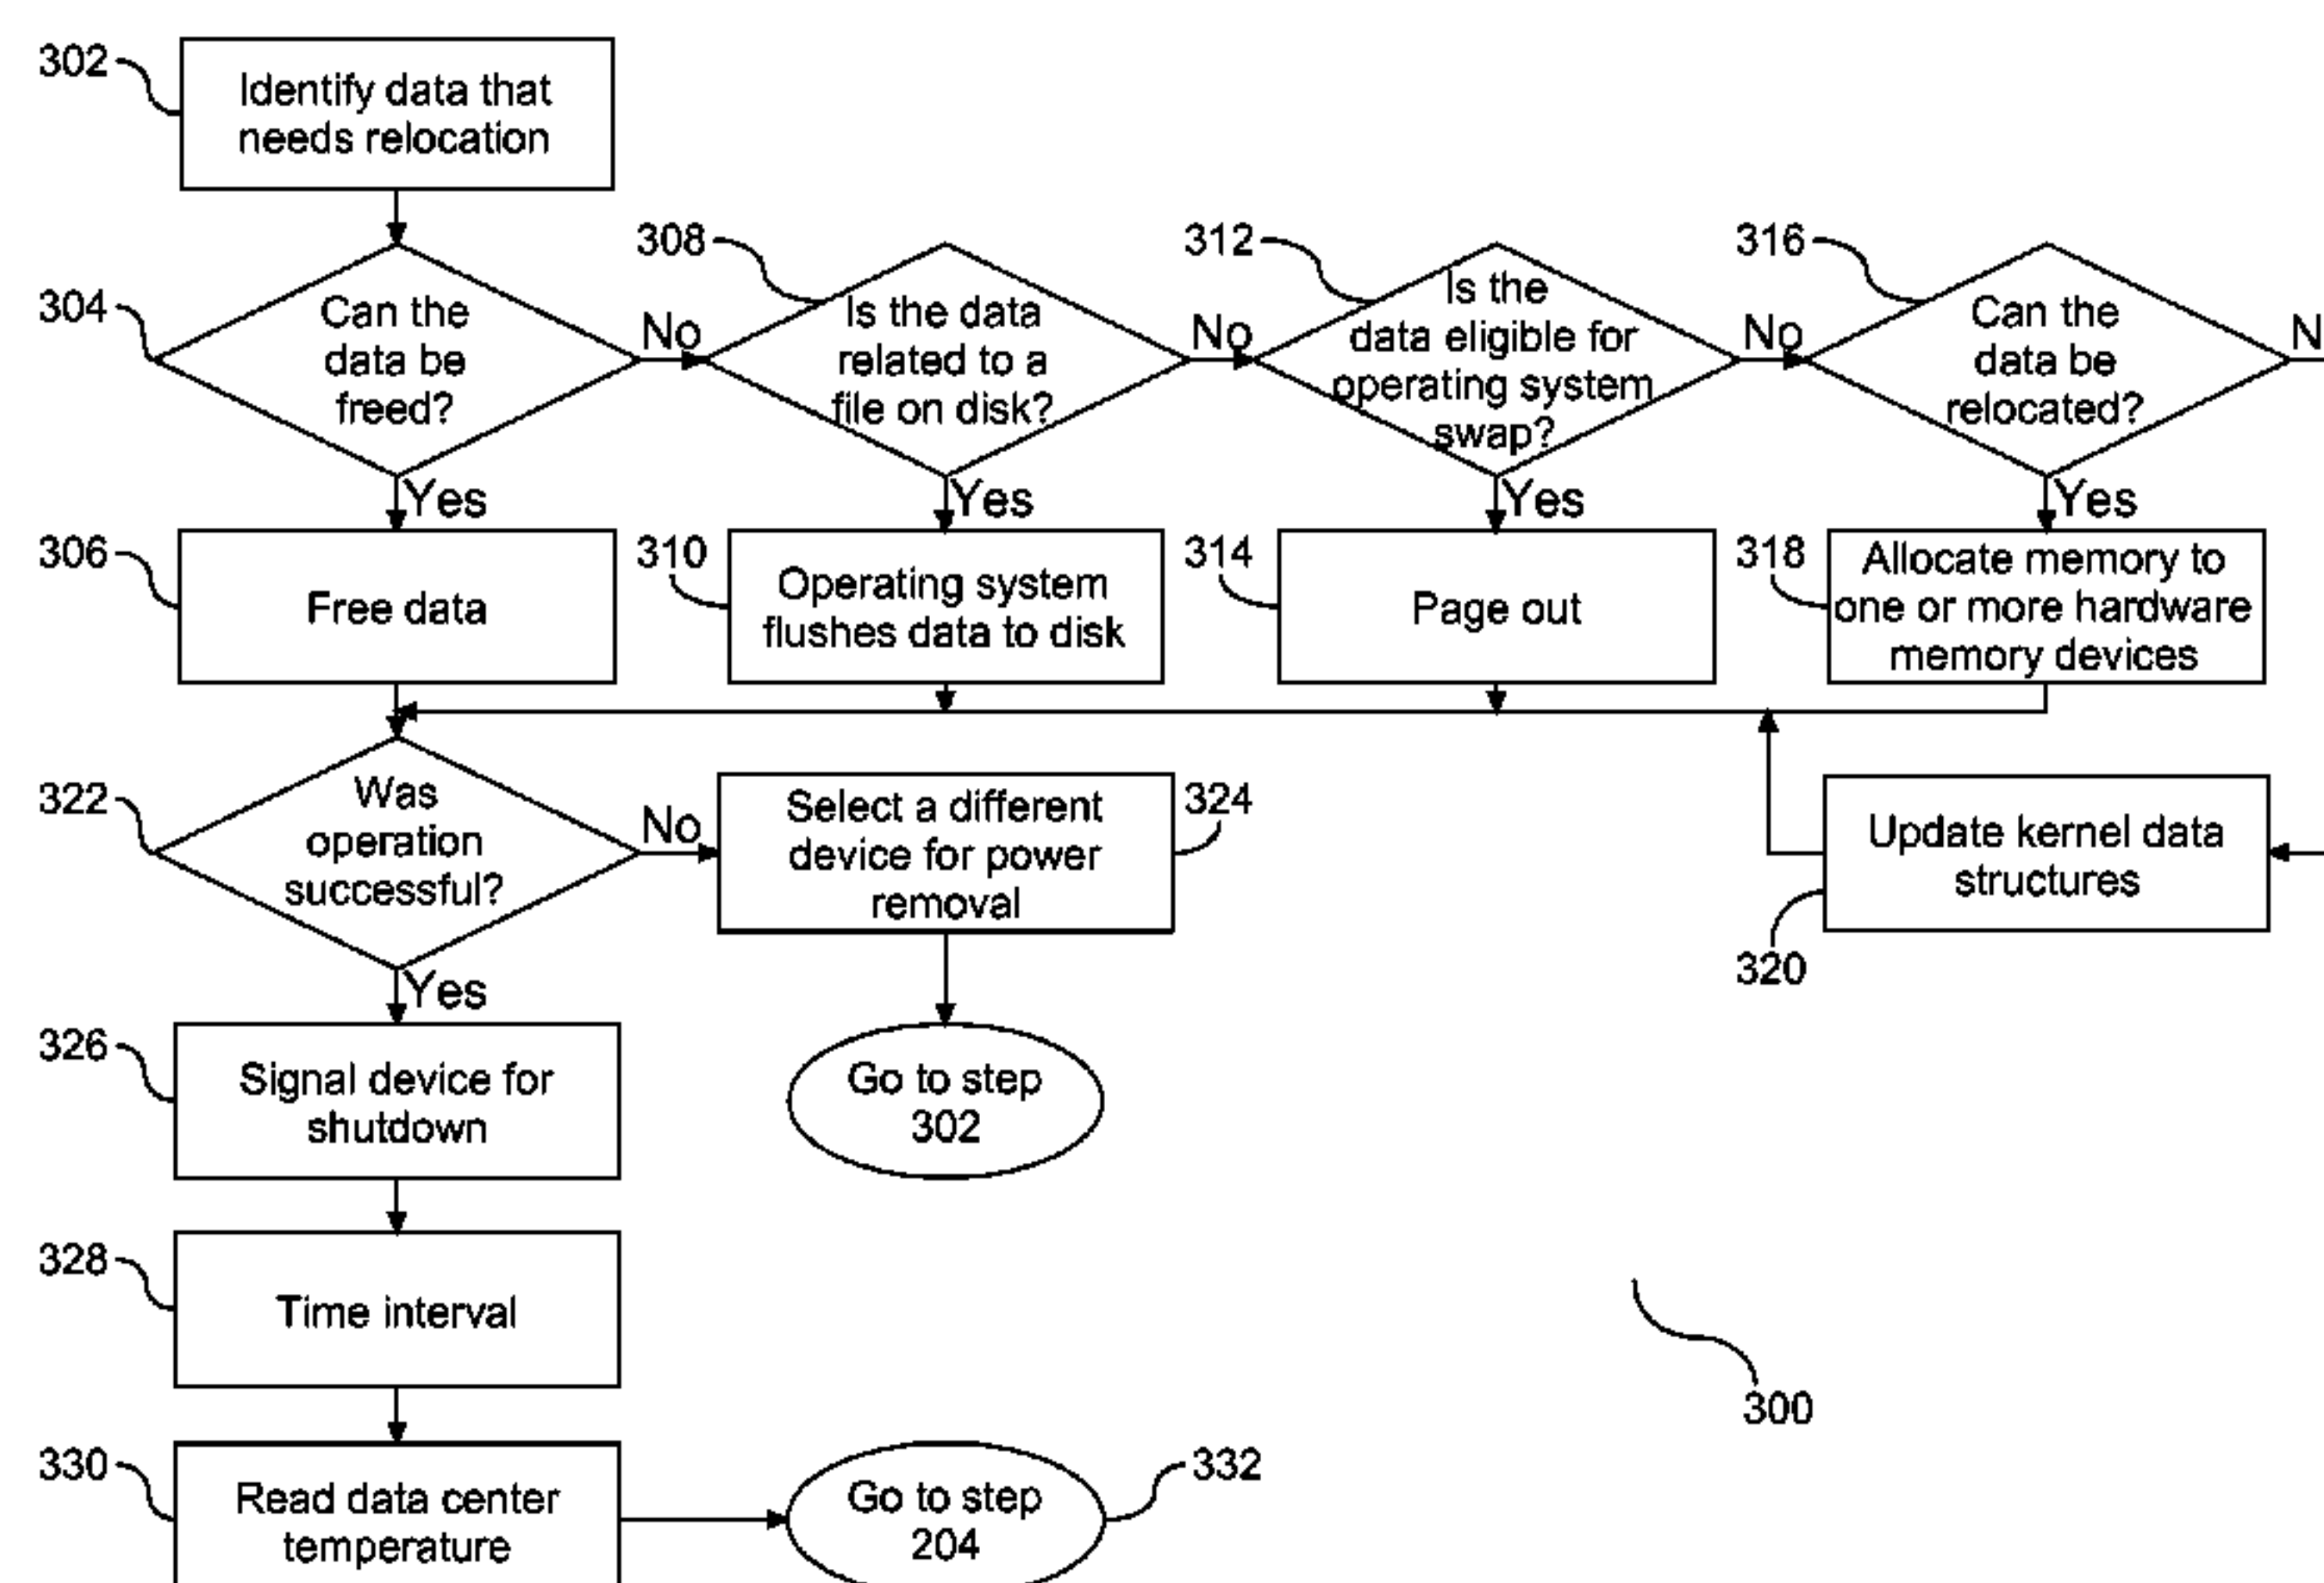 302
Identify data that
needs relocation
304
Can the
data be
freed?
No
308
Is the data
related to a
file on disk?
No
312
Is the
data eligible for
operating system
swap?
No
316
Can the
data be
relocated?
Yes
Yes
Yes
Yes
306
Free data
310
Operating system
flushes data to disk
314
Page out
318
Allocate memory to
one or more hardware
memory devices
322
Was
operation
successful?
No
Select a different
device for power
removal
324
Update kernel data
structures
320
Yes
326
Signal device for
shutdown
Go to step
302
328
Time interval
300
330
Read data center
temperature
Go to step
204
332